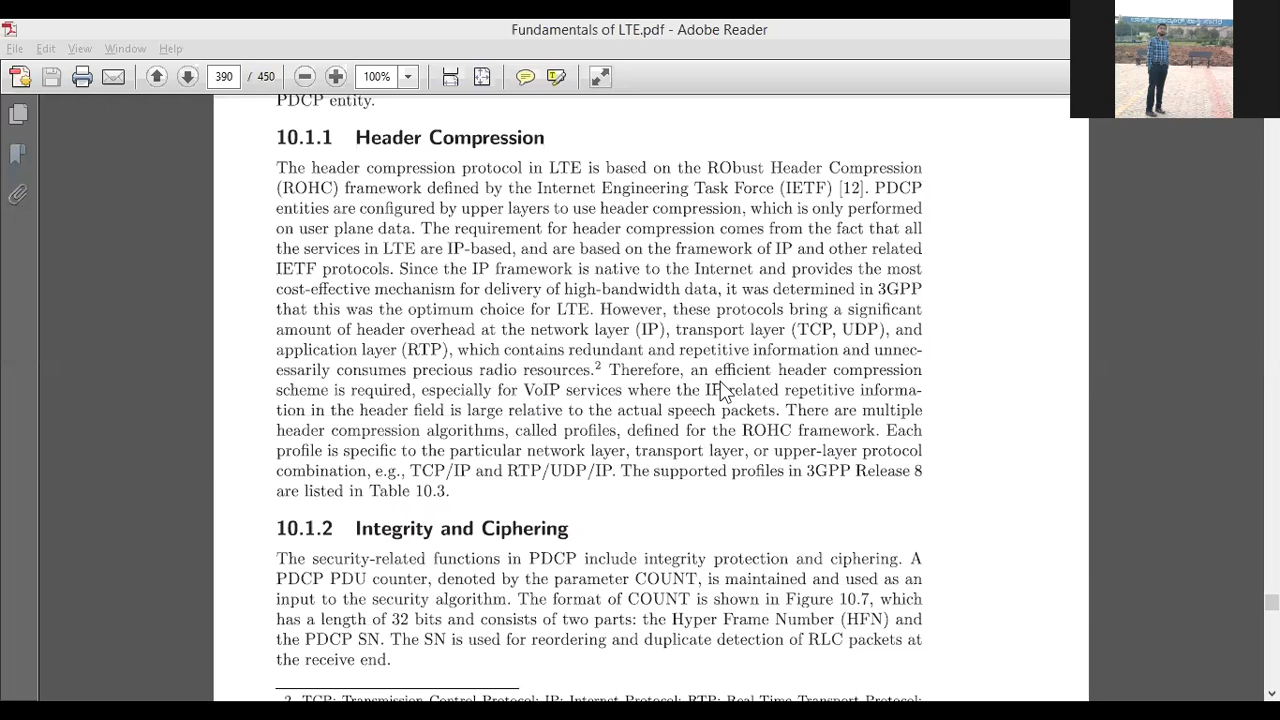 Fundamentals of LTE.pdf - Adobe Reader
File Edit View Window Help
390 / 450 100%
PDCP entity.
10.1.1 Header Compression
The header compression protocol in LTE is based on the RObust Header Compression
(ROHC) framework defined by the Internet Engineering Task Force (IETF) [12]. PDCP
entities are configured by upper layers to use header compression, which is only performed
on user plane data. The requirement for header compression comes from the fact that all
the services in LTE are IP-based, and are based on the framework of IP and other related
IETF protocols. Since the IP framework is native to the Internet and provides the most
cost-effective mechanism for delivery of high-bandwidth data, it was determined in 3GPP
that this was the optimum choice for LTE. However, these protocols bring a significant
amount of header overhead at the network layer (IP), transport layer (TCP, UDP), and
application layer (RTP), which contains redundant and repetitive information and unnec-
essarily consumes precious radio resources.2 Therefore, an efficient header compression
scheme is required, especially for VoIP services where the IP related repetitive informa-
tion in the header field is large relative to the actual speech packets. There are multiple
header compression algorithms, called profiles, defined for the ROHC framework. Each
profile is specific to the particular network layer, transport layer, or upper-layer protocol
combination, e.g., TCP/IP and RTP/UDP/IP. The supported profiles in 3GPP Release 8
are listed in Table 10.3.
10.1.2 Integrity and Ciphering
The security-related functions in PDCP include integrity protection and ciphering. A
PDCP PDU counter, denoted by the parameter COUNT, is maintained and used as an
input to the security algorithm. The format of COUNT is shown in Figure 10.7, which
has a length of 32 bits and consists of two parts: the Hyper Frame Number (HFN) and
the PDCP SN. The SN is used for reordering and duplicate detection of RLC packets at
the receive end.
2. TCP: Transmission Control Protocol; IP: Internet Protocol; RTP: Real Time Transport Protocol;